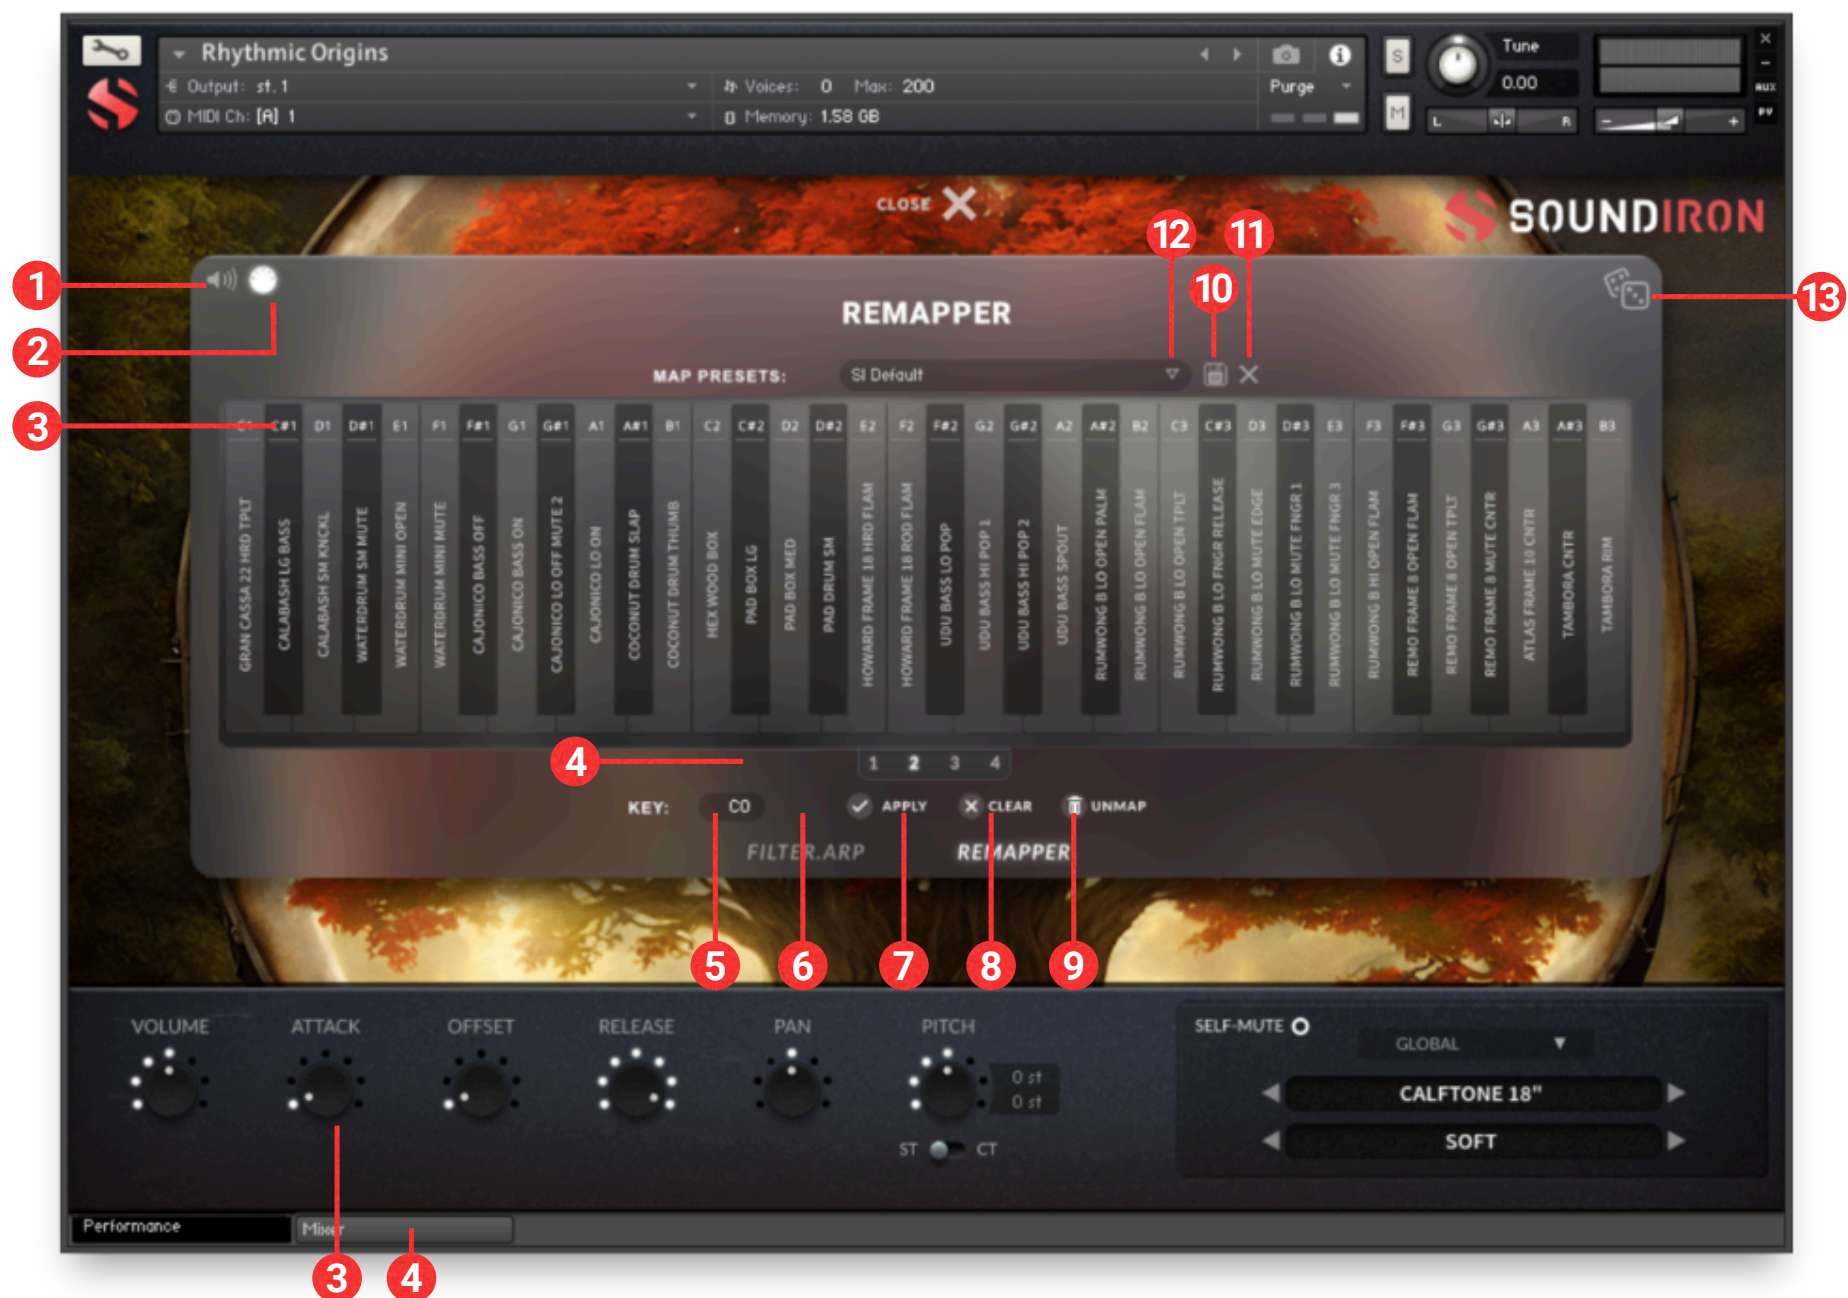 Rhythmic Origins
Output: st.1
Voices: 0 Max: 200
Purge
MIDI Ch: [A] 1
Memory: 1.58 GB
S
M
Tune
0.00
L
R
AUX
PV
CLOSE
SOUNDIRON
12
11
10
1
2
13
REMAPPER
MAP PRESETS:
SI Default
3
C1 C#1 D1 D#1 E1 F1 F#1 G1 G#1 A1 A#1 B1 C2 C#2 D2 D#2 E2 F2 F#2 G2 G#2 A2 A#2 B2 C3 C#3 D3 D#3 E3 F3 F#3 G3 G#3 A3 A#3 B3
GRAN CASSA 22 HRD TPLT
CALABASH LG BASS
CALABASH SM KNCKL
WATERDRUM SM MUTE
WATERDRUM MINI OPEN
WATERDRUM MINI MUTE
CAJONICO BASS OFF
CAJONICO BASS ON
CAJONICO LO OFF MUTE 2
CAJONICO LO ON
COCONUT DRUM SLAP
COCONUT DRUM THUMB
HEX WOOD BOX
PAD BOX LG
PAD BOX MED
PAD DRUM SM
HOWARD FRAME 18 HRD FLAM
HOWARD FRAME 18 ROD FLAM
UDU BASS LO POP
UDU BASS HI POP 1
UDU BASS HI POP 2
UDU BASS SPOUT
RUMWONG B LO OPEN PALM
RUMWONG B LO OPEN FLAM
RUMWONG B LO OPEN TPLT
RUMWONG B LO FNGR RELEASE
RUMWONG B LO MUTE EDGE
RUMWONG B LO MUTE FNGR 1
RUMWONG B LO MUTE FNGR 3
RUMWONG B HI OPEN FLAM
REMO FRAME 8 OPEN FLAM
REMO FRAME 8 OPEN TPLT
REMO FRAME 8 MUTE CNTR
ATLAS FRAME 10 CNTR
TAMBORA CNTR
TAMBORA RIM
4
1 2 3 4
KEY: C0 APPLY CLEAR UNMAP
FILTER.ARP REMAPPER
5 6 7 8 9
VOLUME ATTACK OFFSET RELEASE PAN PITCH
0 st
0 st
ST CT
SELF-MUTE
GLOBAL
CALFTONE 18"
SOFT
Performance
Mixer
3 4